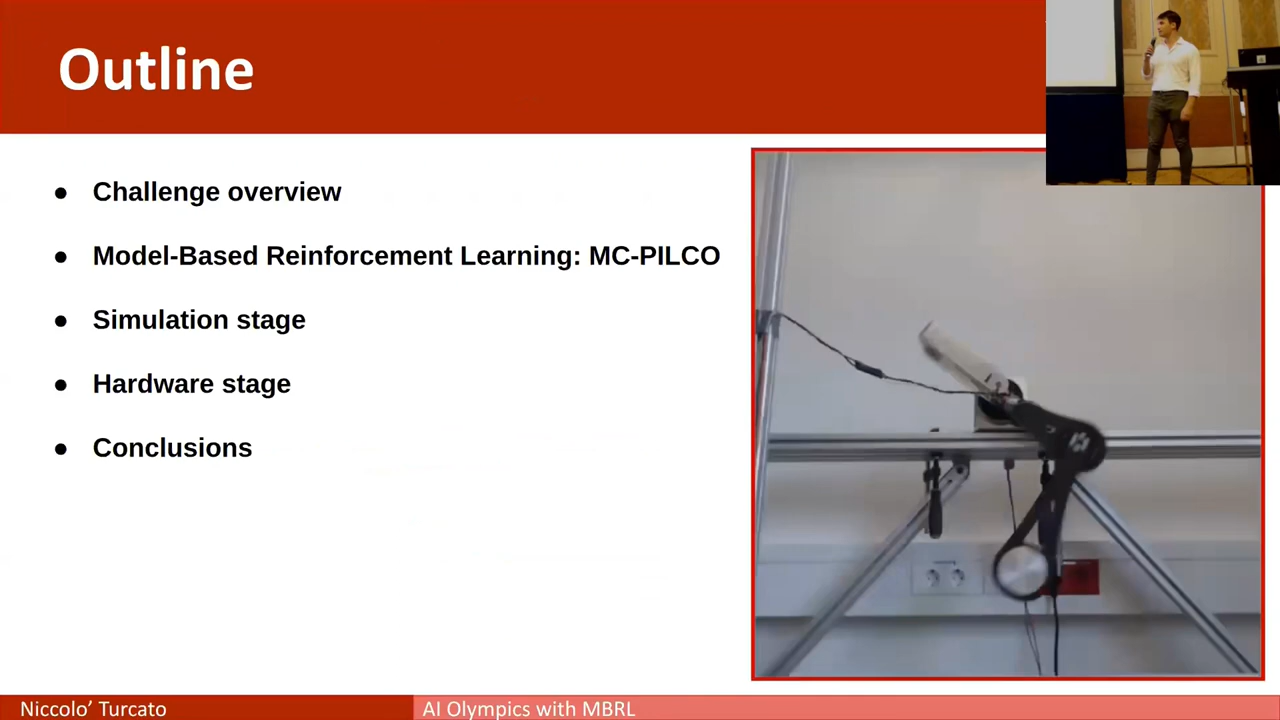 Outline
● Challenge overview
● Model-Based Reinforcement Learning: MC-PILCO
● Simulation stage
● Hardware stage
● Conclusions
Niccolo’ Turcato
AI Olympics with MBRL